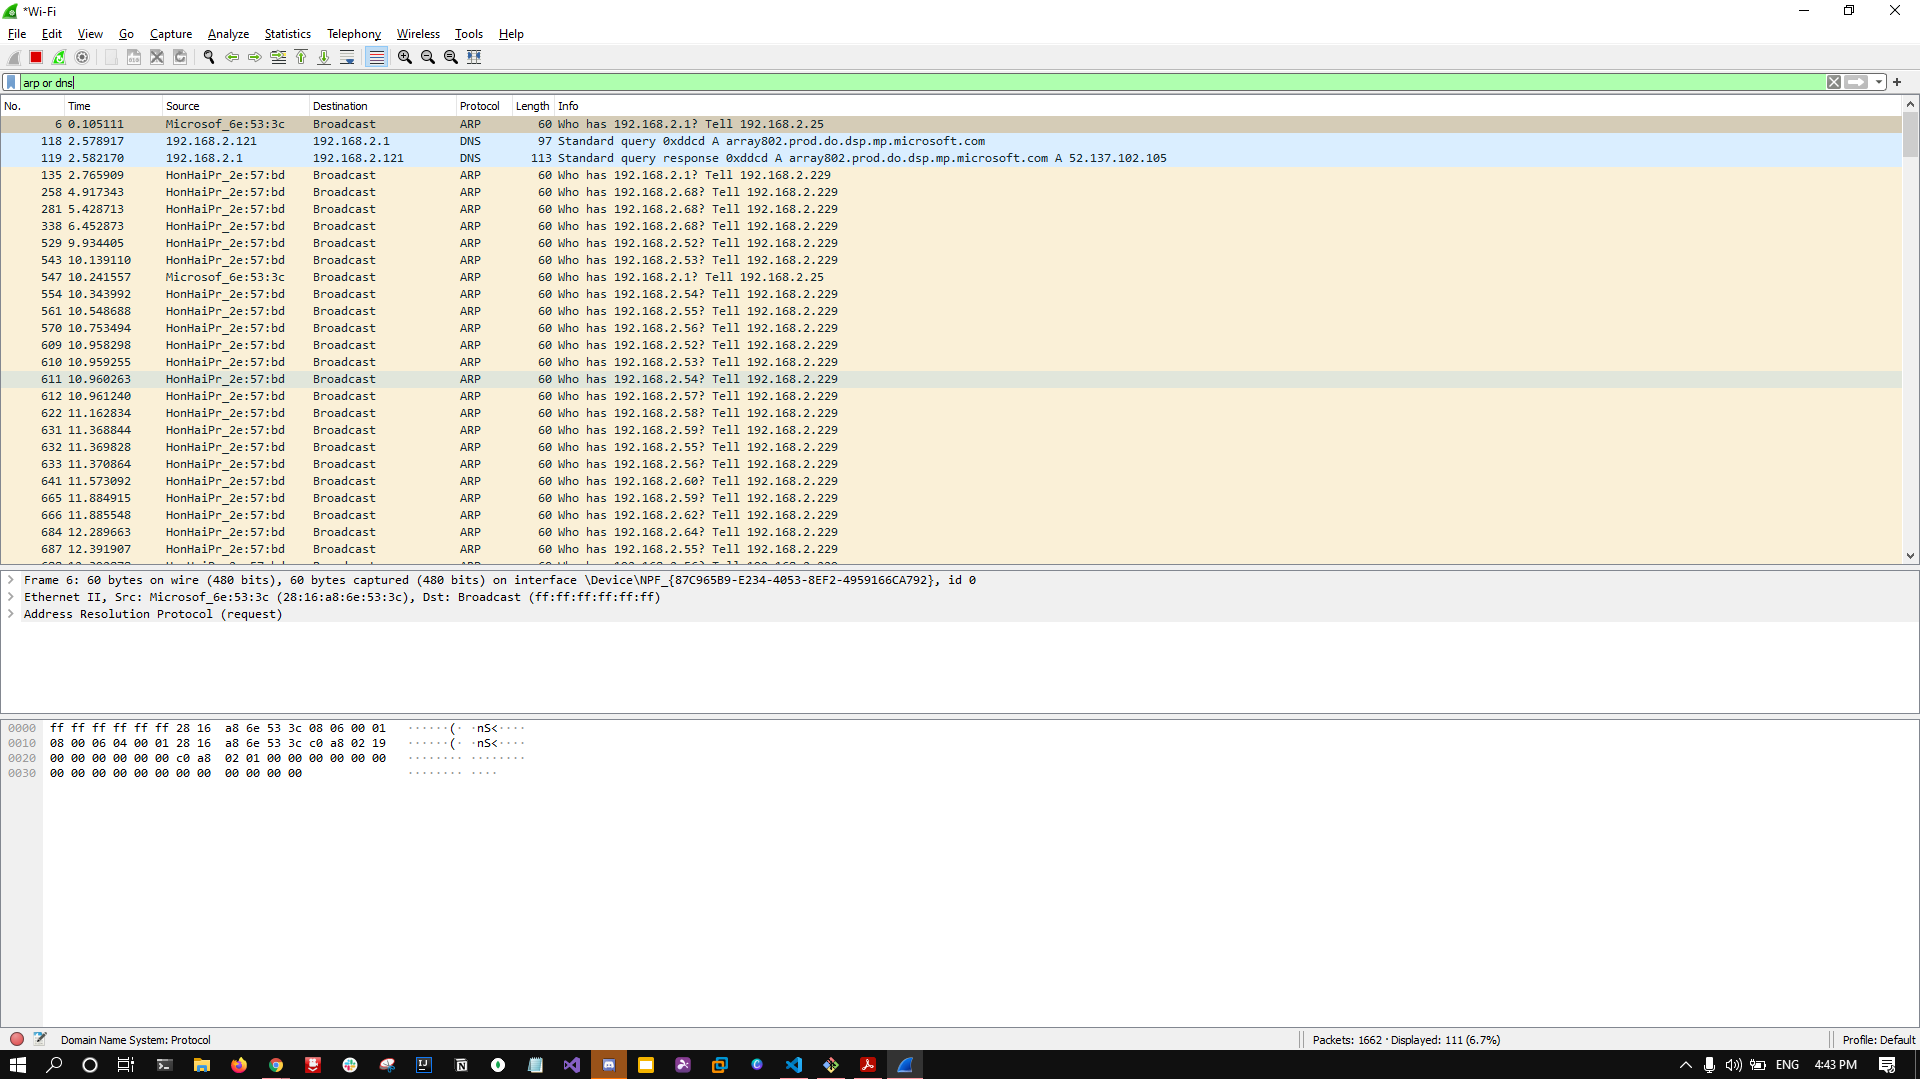 *Wi-Fi
File Edit View Go Capture Analyze Statistics Telephony Wireless Tools Help
arp or dns
No. Time Source Destination Protocol Length Info
6 0.105111 Microsof_6e:53:3c Broadcast ARP 60 Who has 192.168.2.1? Tell 192.168.2.25
118 2.578917 192.168.2.121 192.168.2.1 DNS 97 Standard query 0xddcd A array802.prod.do.dsp.mp.microsoft.com
119 2.582170 192.168.2.1 192.168.2.121 DNS 113 Standard query response 0xddcd A array802.prod.do.dsp.mp.microsoft.com A 52.137.102.105
135 2.765909 HonHaiPr_2e:57:bd Broadcast ARP 60 Who has 192.168.2.1? Tell 192.168.2.229
258 4.917343 HonHaiPr_2e:57:bd Broadcast ARP 60 Who has 192.168.2.68? Tell 192.168.2.229
281 5.428713 HonHaiPr_2e:57:bd Broadcast ARP 60 Who has 192.168.2.68? Tell 192.168.2.229
338 6.452873 HonHaiPr_2e:57:bd Broadcast ARP 60 Who has 192.168.2.68? Tell 192.168.2.229
529 9.934405 HonHaiPr_2e:57:bd Broadcast ARP 60 Who has 192.168.2.52? Tell 192.168.2.229
543 10.139110 HonHaiPr_2e:57:bd Broadcast ARP 60 Who has 192.168.2.53? Tell 192.168.2.229
547 10.241557 Microsof_6e:53:3c Broadcast ARP 60 Who has 192.168.2.1? Tell 192.168.2.25
554 10.343992 HonHaiPr_2e:57:bd Broadcast ARP 60 Who has 192.168.2.54? Tell 192.168.2.229
561 10.548688 HonHaiPr_2e:57:bd Broadcast ARP 60 Who has 192.168.2.55? Tell 192.168.2.229
570 10.753494 HonHaiPr_2e:57:bd Broadcast ARP 60 Who has 192.168.2.56? Tell 192.168.2.229
609 10.958298 HonHaiPr_2e:57:bd Broadcast ARP 60 Who has 192.168.2.52? Tell 192.168.2.229
610 10.959255 HonHaiPr_2e:57:bd Broadcast ARP 60 Who has 192.168.2.53? Tell 192.168.2.229
611 10.960263 HonHaiPr_2e:57:bd Broadcast ARP 60 Who has 192.168.2.54? Tell 192.168.2.229
612 10.961240 HonHaiPr_2e:57:bd Broadcast ARP 60 Who has 192.168.2.57? Tell 192.168.2.229
622 11.162834 HonHaiPr_2e:57:bd Broadcast ARP 60 Who has 192.168.2.58? Tell 192.168.2.229
631 11.368844 HonHaiPr_2e:57:bd Broadcast ARP 60 Who has 192.168.2.59? Tell 192.168.2.229
632 11.369828 HonHaiPr_2e:57:bd Broadcast ARP 60 Who has 192.168.2.55? Tell 192.168.2.229
633 11.370864 HonHaiPr_2e:57:bd Broadcast ARP 60 Who has 192.168.2.56? Tell 192.168.2.229
641 11.573092 HonHaiPr_2e:57:bd Broadcast ARP 60 Who has 192.168.2.60? Tell 192.168.2.229
665 11.884915 HonHaiPr_2e:57:bd Broadcast ARP 60 Who has 192.168.2.59? Tell 192.168.2.229
666 11.885548 HonHaiPr_2e:57:bd Broadcast ARP 60 Who has 192.168.2.62? Tell 192.168.2.229
684 12.289663 HonHaiPr_2e:57:bd Broadcast ARP 60 Who has 192.168.2.64? Tell 192.168.2.229
687 12.391907 HonHaiPr_2e:57:bd Broadcast ARP 60 Who has 192.168.2.55? Tell 192.168.2.229
Frame 6: 60 bytes on wire (480 bits), 60 bytes captured (480 bits) on interface \Device\NPF_{87C965B9-E234-4053-8EF2-4959166CA792}, id 0
Ethernet II, Src: Microsof_6e:53:3c (28:16:a8:6e:53:3c), Dst: Broadcast (ff:ff:ff:ff:ff:ff)
Address Resolution Protocol (request)
0000 ff ff ff ff ff ff 28 16 a8 6e 53 3c 08 06 00 01 ······(· ·nS<····
0010 08 00 06 04 00 01 28 16 a8 6e 53 3c c0 a8 02 19 ······(· ·nS<····
0020 00 00 00 00 00 00 c0 a8 02 01 00 00 00 00 00 00 ········ ········
0030 00 00 00 00 00 00 00 00 00 00 00 00 ········ ····
Domain Name System: Protocol Packets: 1662 · Displayed: 111 (6.7%) Profile: Default
ENG 4:43 PM